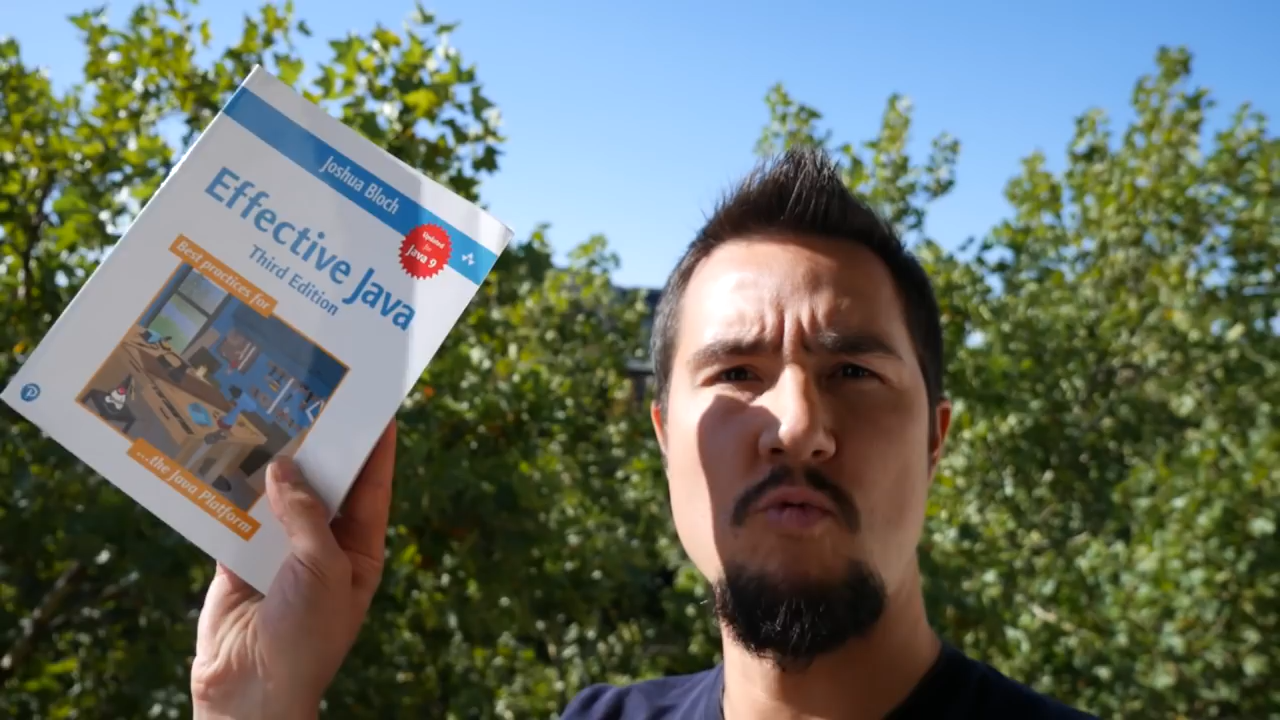 Joshua Bloch
Effective Java
Third Edition
Updated
for
Java 9
Best practices for
...the Java Platform
P